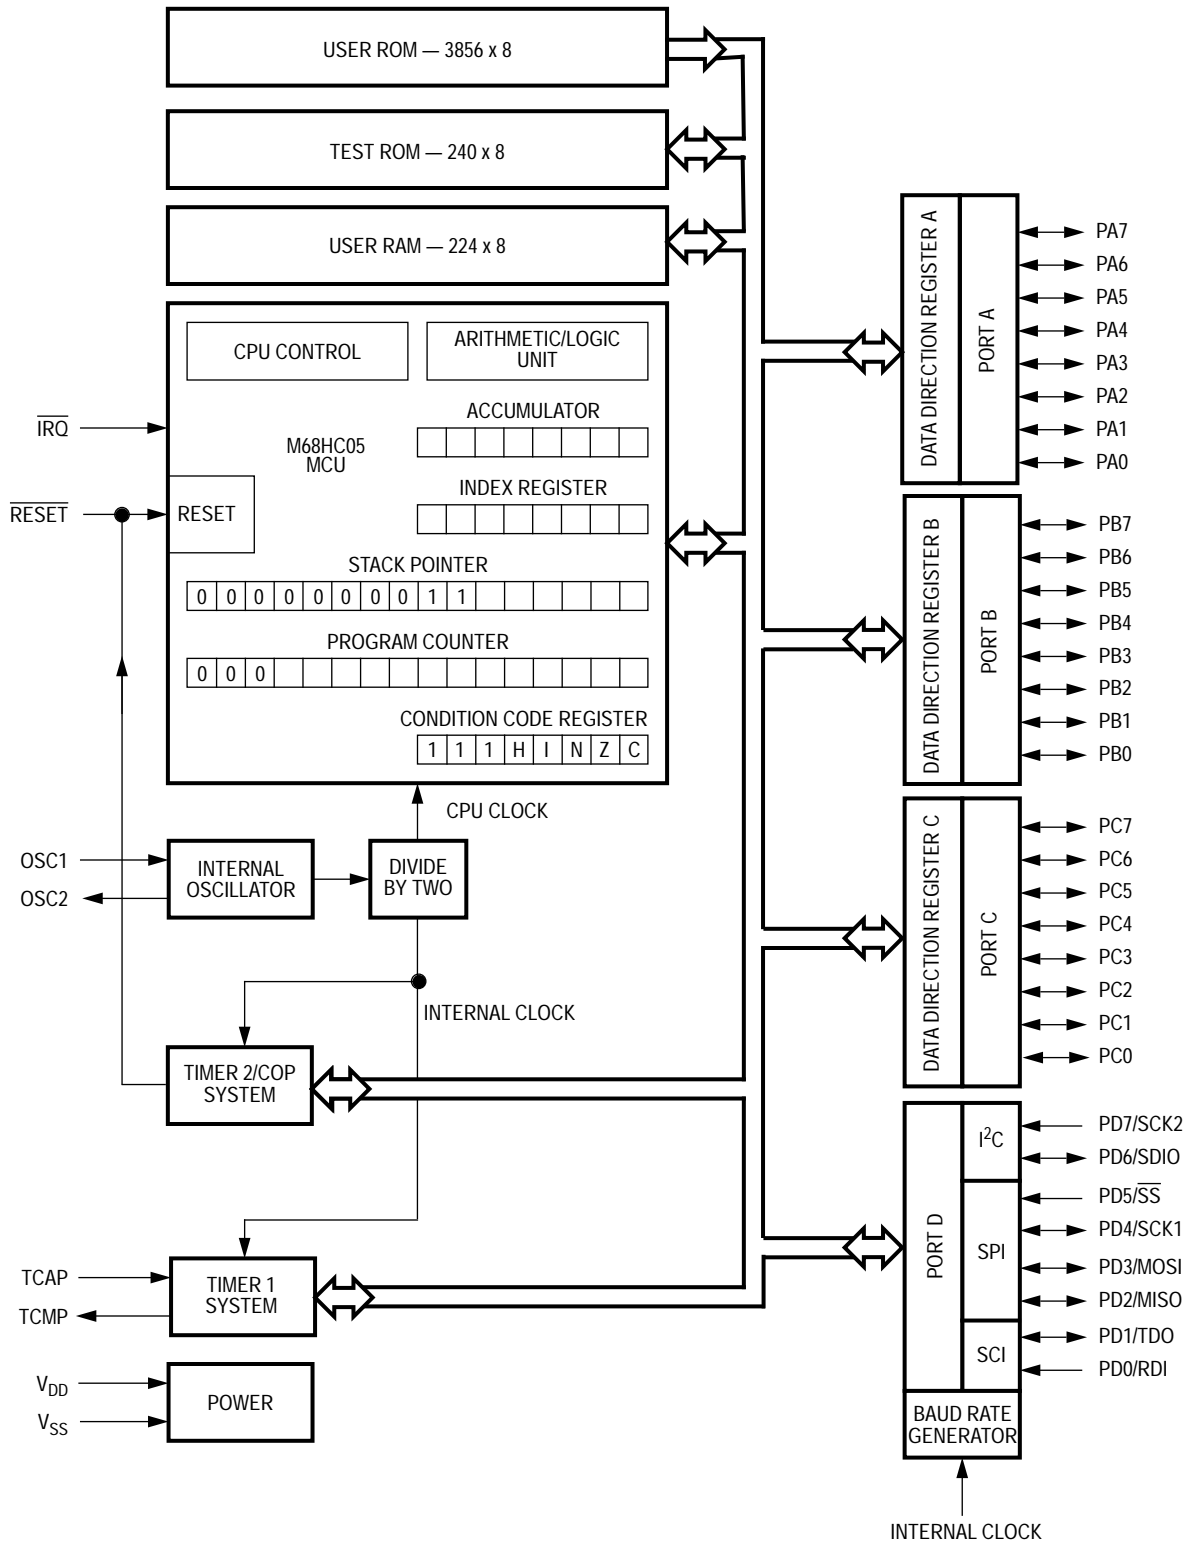 USER ROM — 3856 x 8
TEST ROM — 240 x 8
USER RAM — 224 x 8
CPU CONTROL
ARITHMETIC/LOGIC
UNIT
ACCUMULATOR
M68HC05
MCU
INDEX REGISTER
IRQ
RESET
RESET
STACK POINTER
0 0 0 0 0 0 0 0 1 1
PROGRAM COUNTER
0 0 0
CONDITION CODE REGISTER
1 1 1 H I N Z C
CPU CLOCK
OSC1
OSC2
INTERNAL
OSCILLATOR
DIVIDE
BY TWO
INTERNAL CLOCK
TIMER 2/COP
SYSTEM
TCAP
TCMP
TIMER 1
SYSTEM
VDD
VSS
POWER
DATA DIRECTION REGISTER A
PORT A
PA7
PA6
PA5
PA4
PA3
PA2
PA1
PA0
DATA DIRECTION REGISTER B
PORT B
PB7
PB6
PB5
PB4
PB3
PB2
PB1
PB0
DATA DIRECTION REGISTER C
PORT C
PC7
PC6
PC5
PC4
PC3
PC2
PC1
PC0
PORT D
I²C
SPI
SCI
PD7/SCK2
PD6/SDIO
PD5/SS
PD4/SCK1
PD3/MOSI
PD2/MISO
PD1/TDO
PD0/RDI
BAUD RATE
GENERATOR
INTERNAL CLOCK